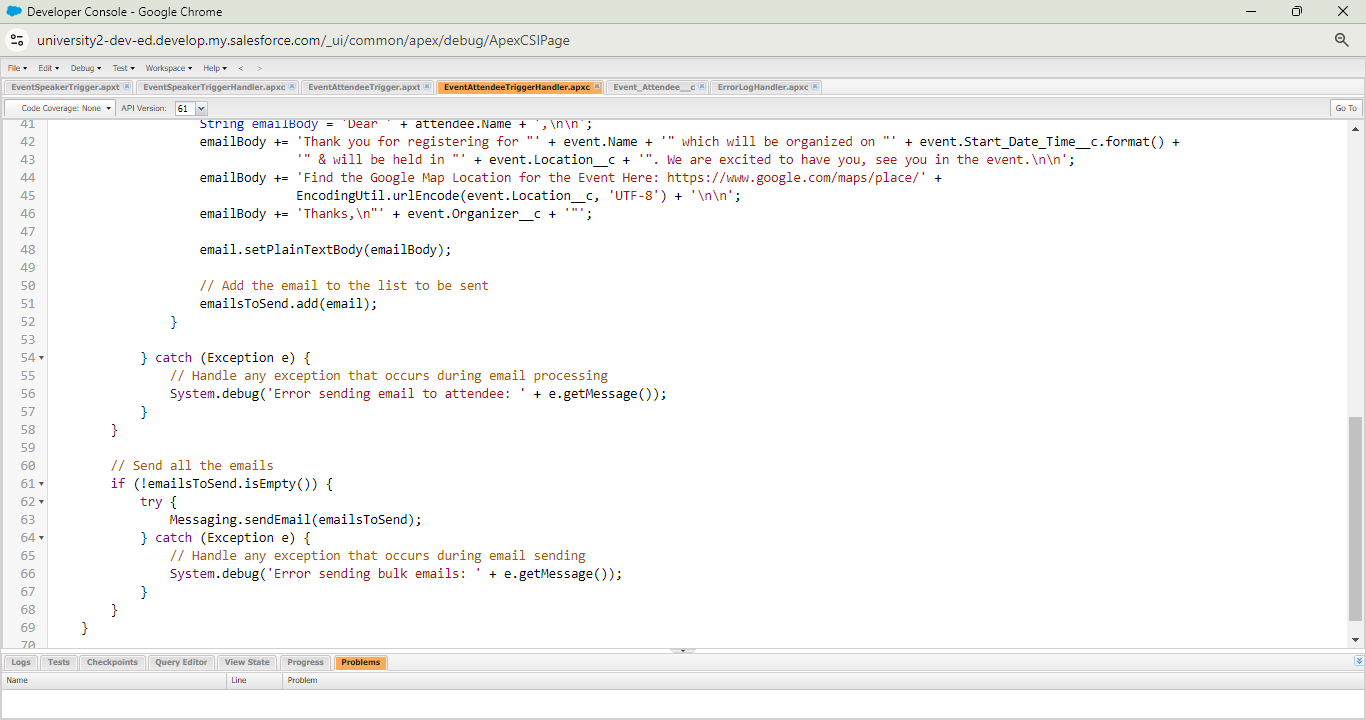 Developer Console - Google Chrome
university2-dev-ed.develop.my.salesforce.com/_ui/common/apex/debug/ApexCSIPage
File Edit Debug Test Workspace Help < >
EventSpeakerTrigger.apxt EventSpeakerTriggerHandler.apxc EventAttendeeTrigger.apxt EventAttendeeTriggerHandler.apxc Event_Attendee__c ErrorLogHandler.apxc
Code Coverage: None API Version: 61 Go To
41 String emailBody = 'Dear ' + attendee.Name + ',\n\n';
42 emailBody += 'Thank you for registering for "' + event.Name + '" which will be organized on "' + event.Start_Date_Time__c.format() +
43 '" & will be held in "' + event.Location__c + '". We are excited to have you, see you in the event.\n\n';
44 emailBody += 'Find the Google Map Location for the Event Here: https://www.google.com/maps/place/' +
45 EncodingUtil.urlEncode(event.Location__c, 'UTF-8') + '\n\n';
46 emailBody += 'Thanks,\n"' + event.Organizer__c + '"';
47
48 email.setPlainTextBody(emailBody);
49
50 // Add the email to the list to be sent
51 emailsToSend.add(email);
52 }
53
54 } catch (Exception e) {
55 // Handle any exception that occurs during email processing
56 System.debug('Error sending email to attendee: ' + e.getMessage());
57 }
58 }
59
60 // Send all the emails
61 if (!emailsToSend.isEmpty()) {
62 try {
63 Messaging.sendEmail(emailsToSend);
64 } catch (Exception e) {
65 // Handle any exception that occurs during email sending
66 System.debug('Error sending bulk emails: ' + e.getMessage());
67 }
68 }
69 }
70
Logs Tests Checkpoints Query Editor View State Progress Problems
Name Line Problem